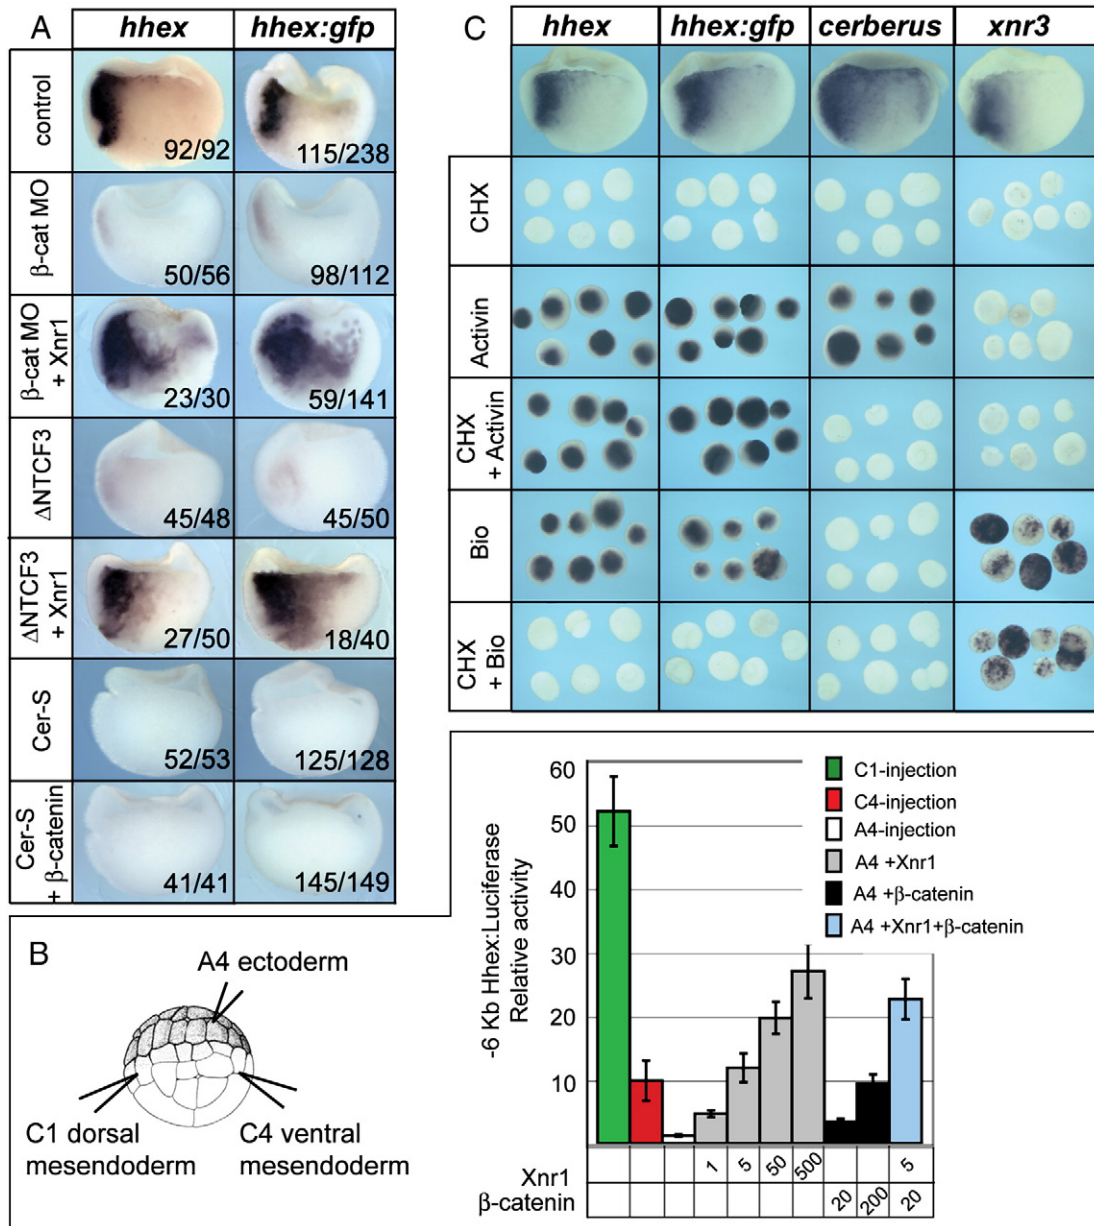 A
hhex
hhex:gfp
control
92/92
115/238
β-cat MO
50/56
98/112
β-cat MO
+ Xnr1
23/30
59/141
ΔNTCF3
45/48
45/50
ΔNTCF3
+ Xnr1
27/50
18/40
Cer-S
52/53
125/128
Cer-S
+ β-catenin
41/41
145/149
C
hhex
hhex:gfp
cerberus
xnr3
CHX
Activin
CHX
+ Activin
Bio
CHX
+ Bio
B
A4 ectoderm
C1 dorsal
mesendoderm
C4 ventral
mesendoderm
-6 Kb Hhex:Luciferase
Relative activity
60
50
40
30
20
10
C1-injection
C4-injection
A4-injection
A4 +Xnr1
A4 +β-catenin
A4 +Xnr1+β-catenin
Xnr1
1
5
50
500
5
β-catenin
20
200
20